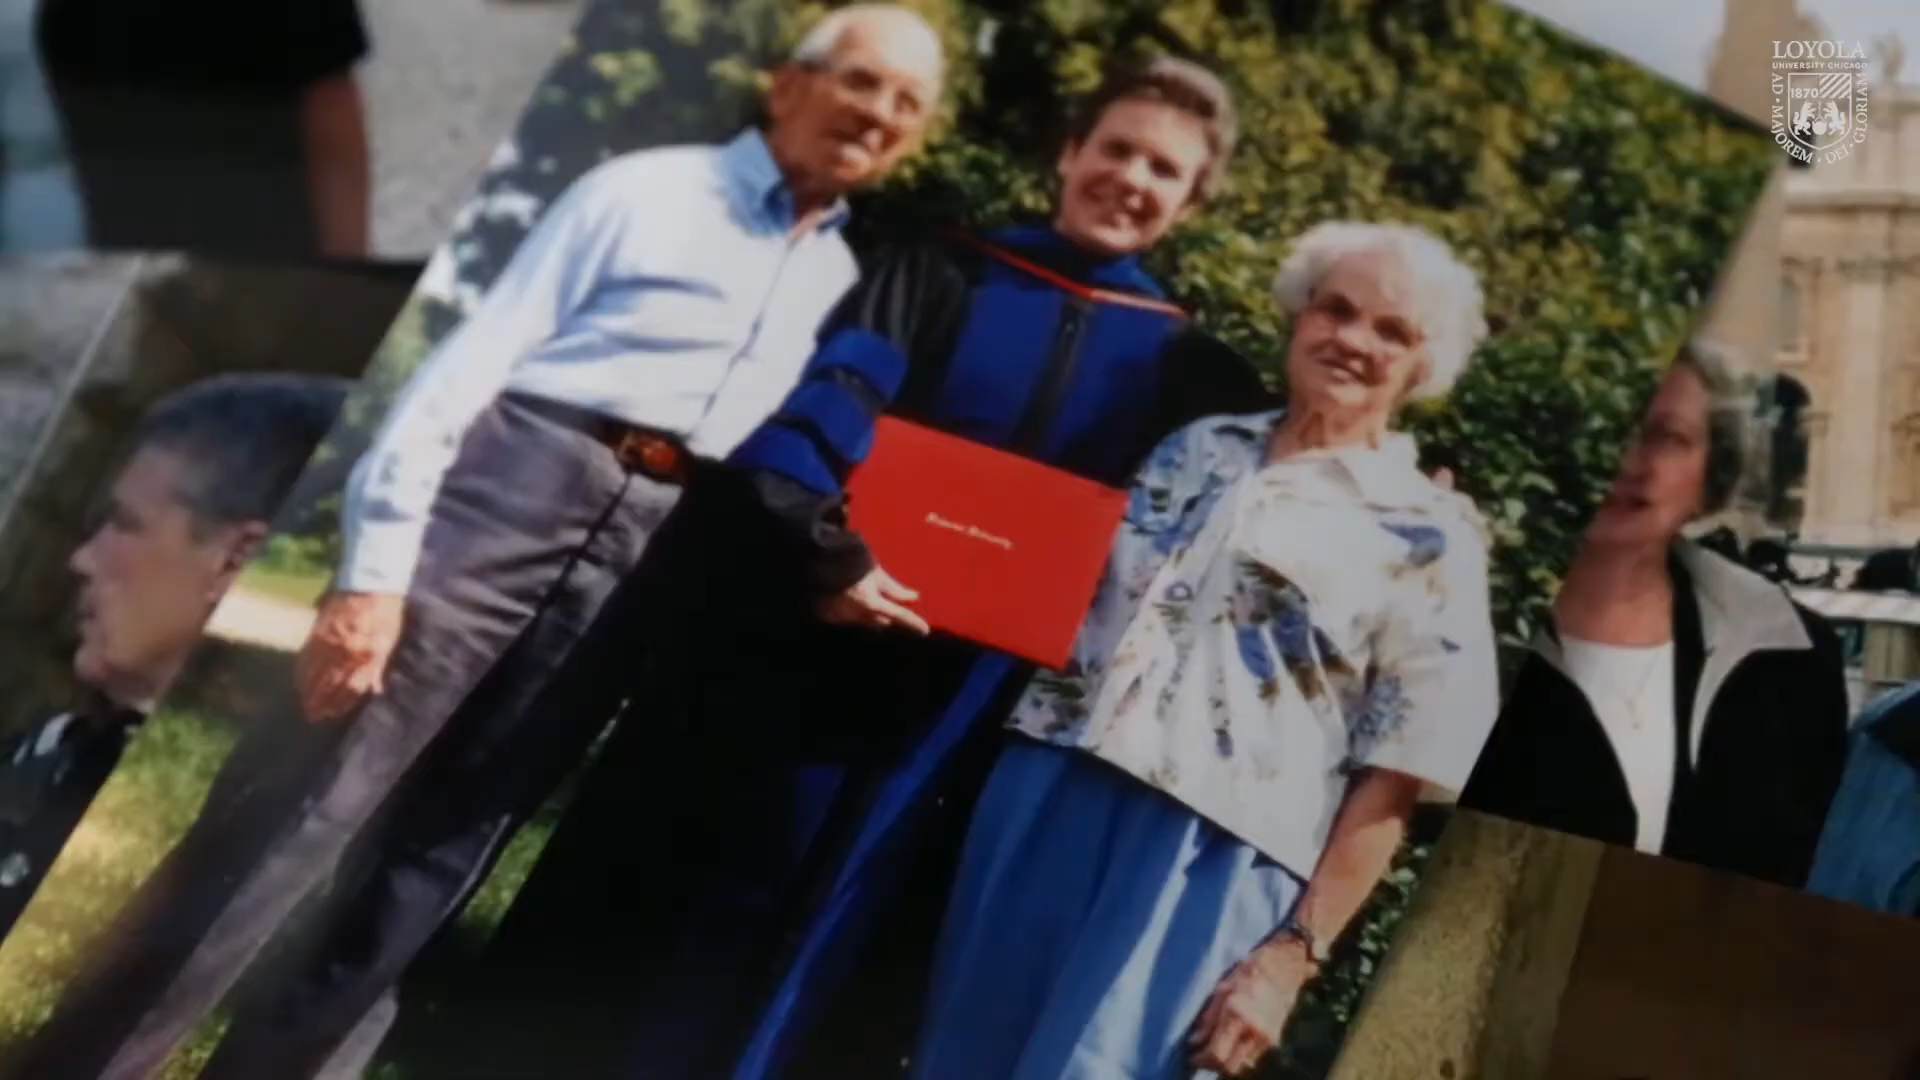 LOYOLA
UNIVERSITY CHICAGO
1870
AD • MAJOREM • DEI • GLORIAM